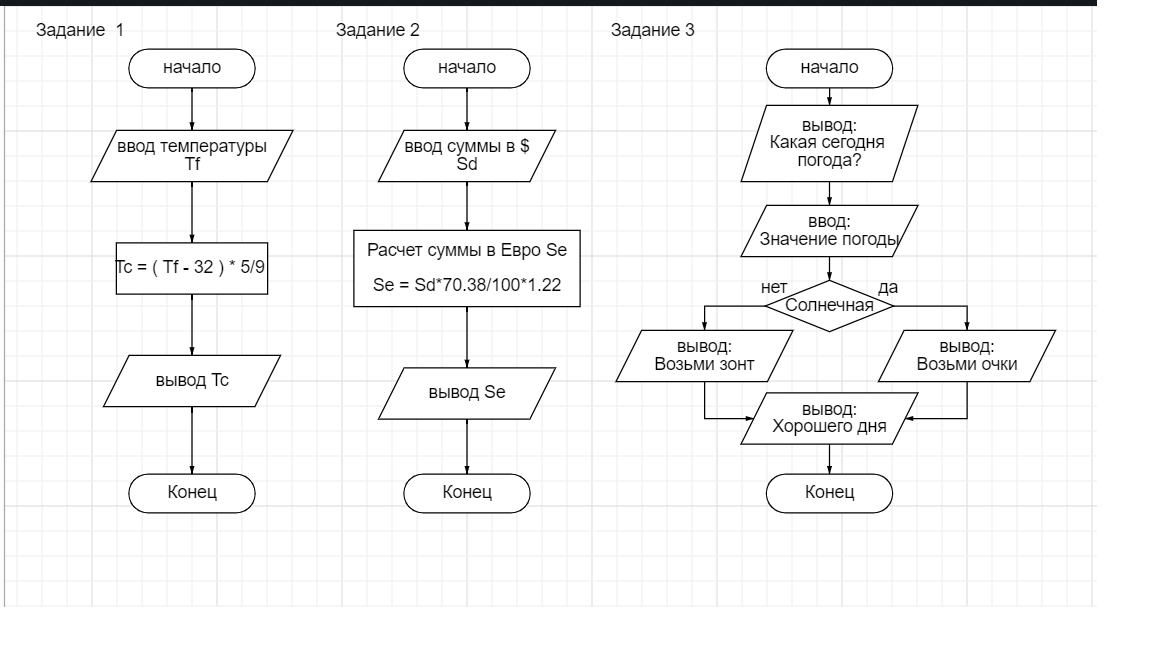 Задание 1
начало
ввод температуры
Tf
Tc = ( Tf - 32 ) * 5/9
вывод Tc
Конец
Задание 2
начало
ввод суммы в $
Sd
Расчет суммы в Евро Se
Se = Sd*70.38/100*1.22
вывод Se
Конец
Задание 3
начало
вывод:
Какая сегодня
погода?
ввод:
Значение погоды
нет
да
Солнечная
вывод:
Возьми зонт
вывод:
Возьми очки
вывод:
Хорошего дня
Конец